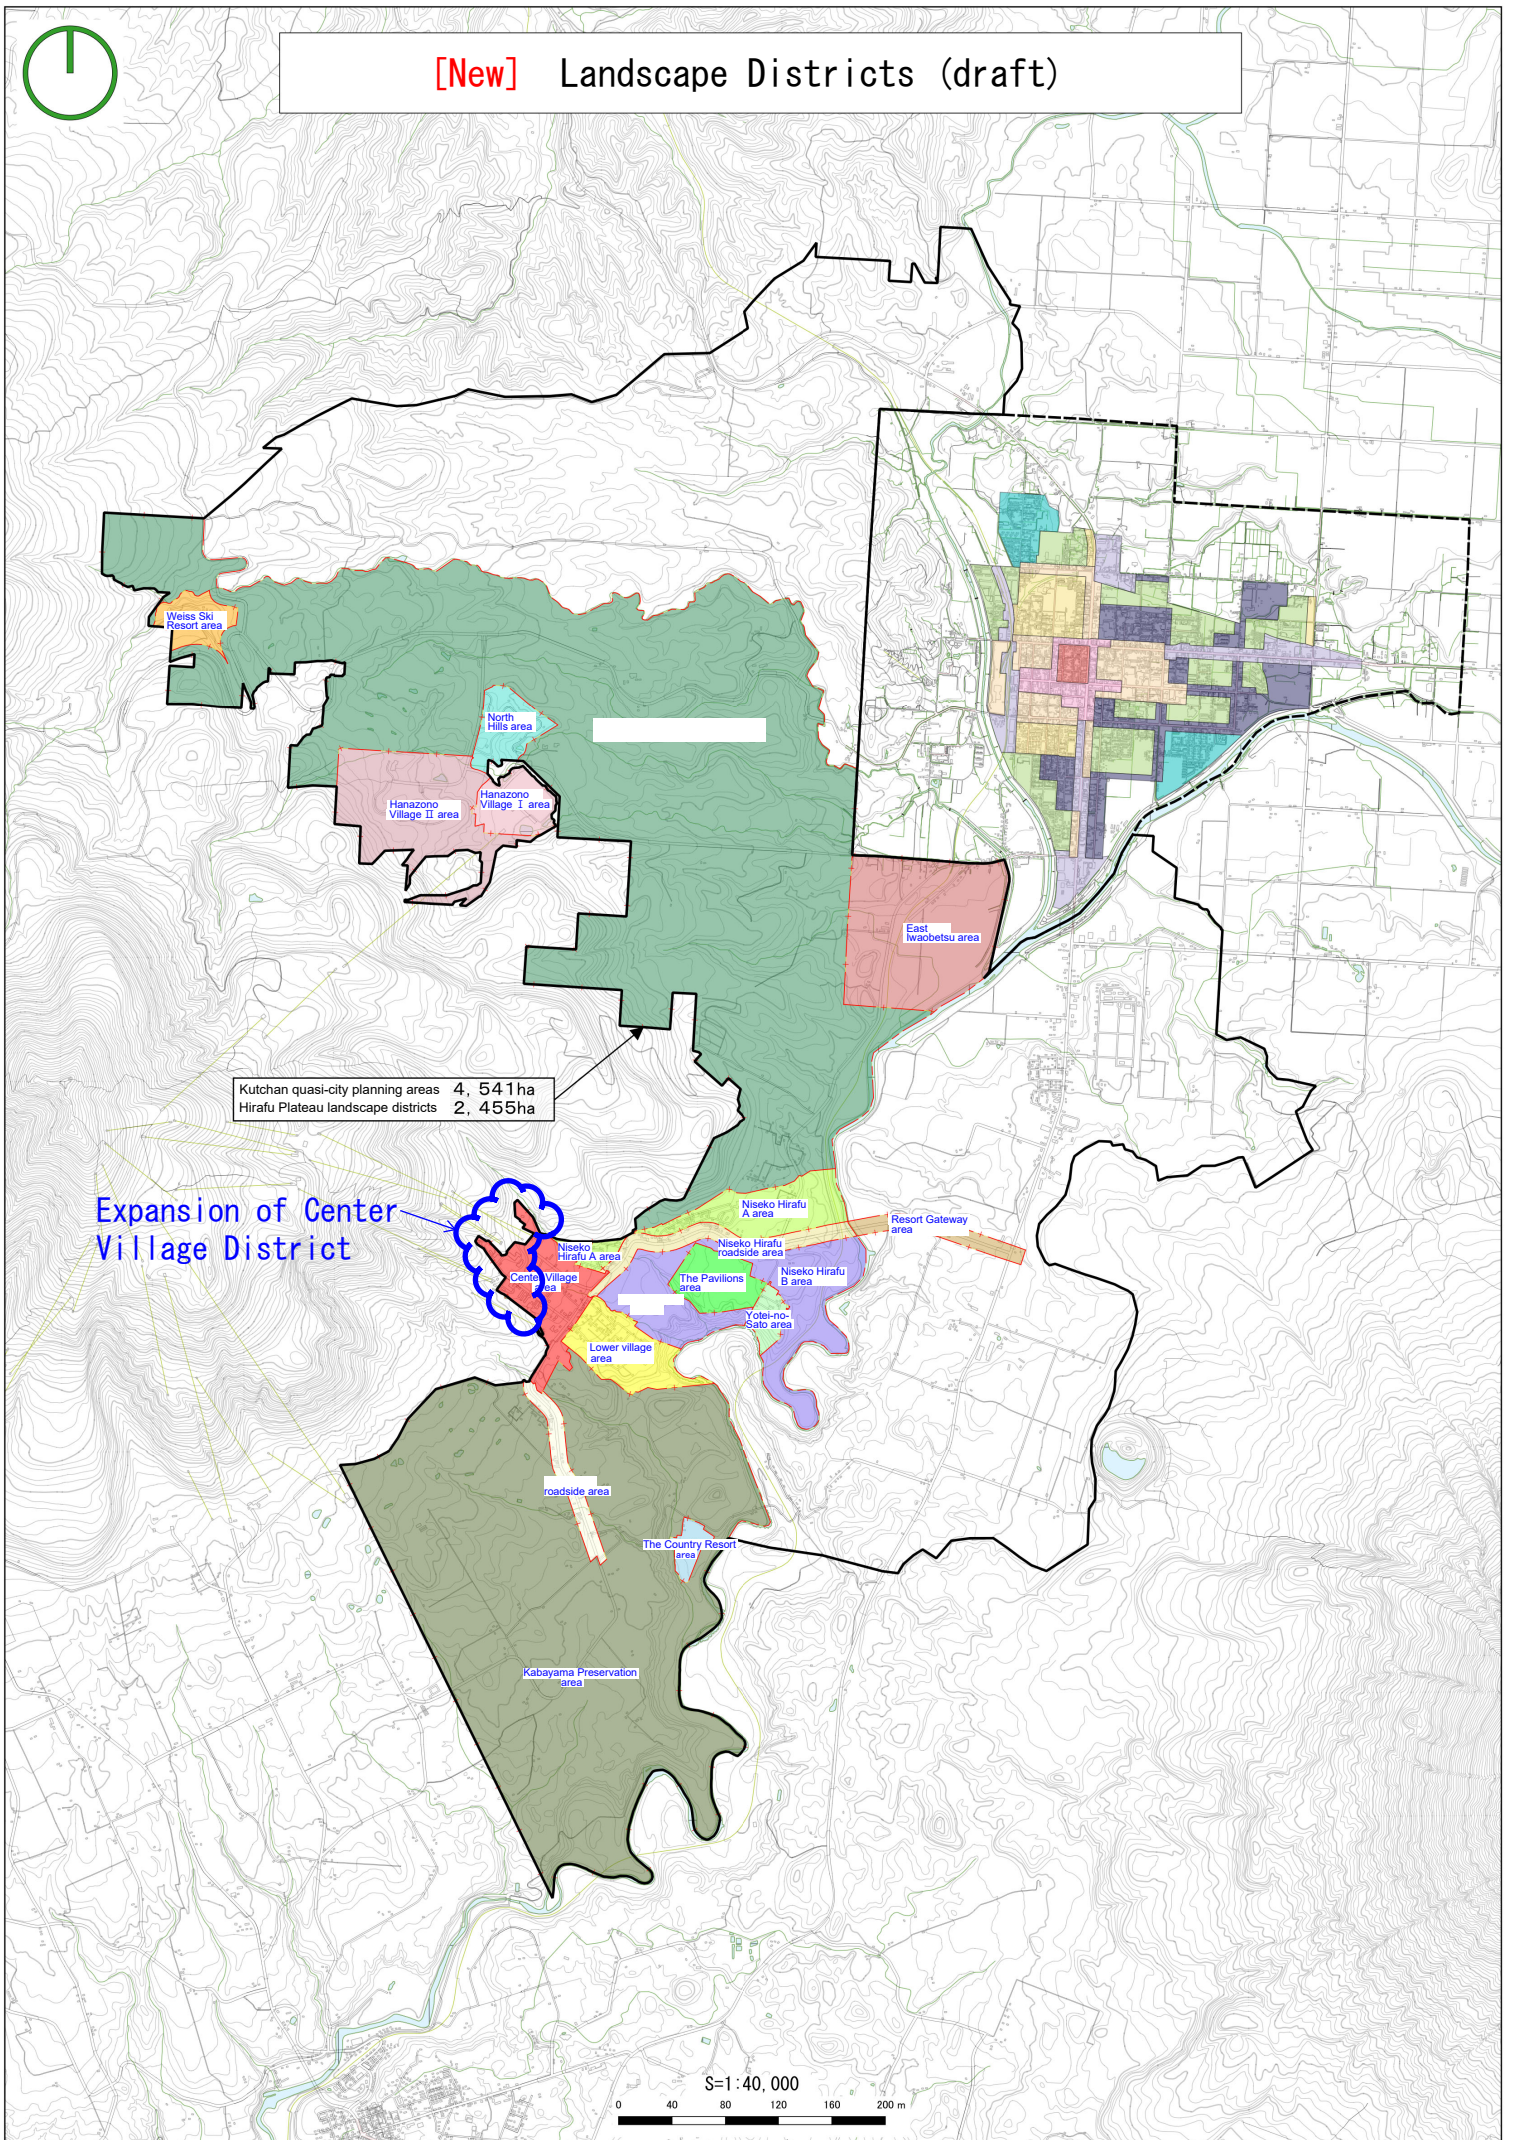 [New] Landscape Districts (draft)
Weiss Ski
Resort area
North
Hills area
Hanazono
Village Ⅰ area
Hanazono
Village Ⅱ area
East
Iwaobetsu area
Kutchan quasi-city planning areas 4,541ha
Hirafu Plateau landscape districts 2,455ha
Expansion of Center
Village District
Niseko Hirafu
A area
Resort Gateway
area
Niseko Hirafu
roadside area
Niseko
Hirafu A area
Center Village
area
The Pavilions
area
Niseko Hirafu
B area
Yotei-no-
Sato area
Lower village
area
roadside area
The Country Resort
area
Kabayama Preservation
area
S=1:40,000
0 40 80 120 160 200 m